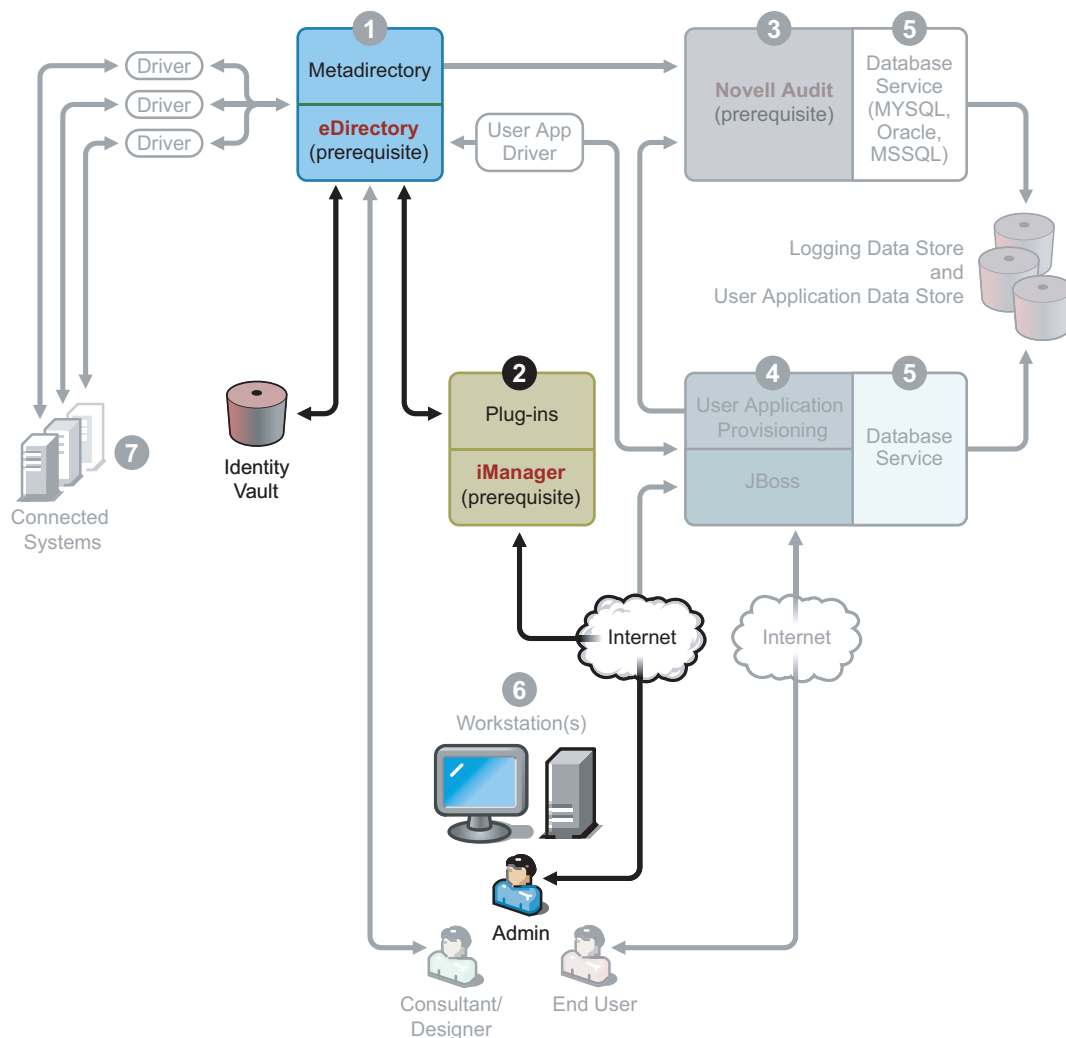 1
3
5
Driver
Driver
Driver
Metadirectory
eDirectory
(prerequisite)
User App
Driver
Novell Audit
(prerequisite)
Database
Service
(MYSQL,
Oracle,
MSSQL)
Logging Data Store
and
User Application Data Store
2
4
5
Plug-ins
iManager
(prerequisite)
User Application
Provisioning
JBoss
Database
Service
7
Identity
Vault
Connected
Systems
Internet
Internet
6
Workstation(s)
Admin
Consultant/
Designer
End User